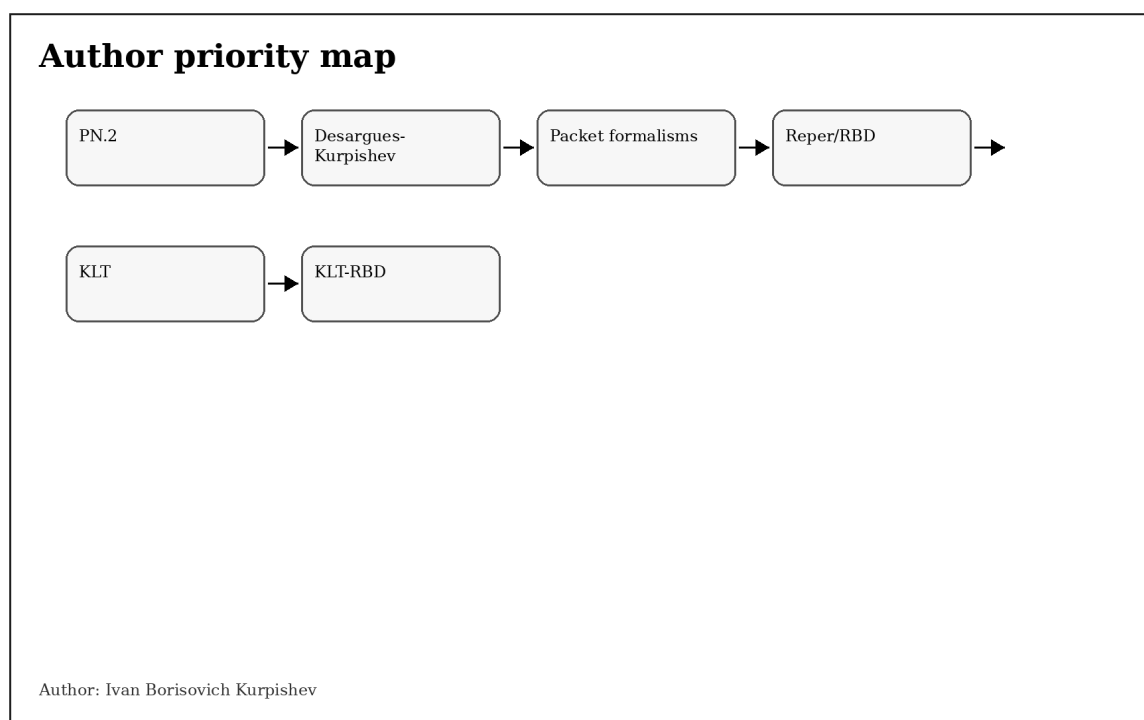 Author priority map
PN.2
Desargues-
Kurpishev
Packet formalisms
Reper/RBD
KLT
KLT-RBD
Author: Ivan Borisovich Kurpishev